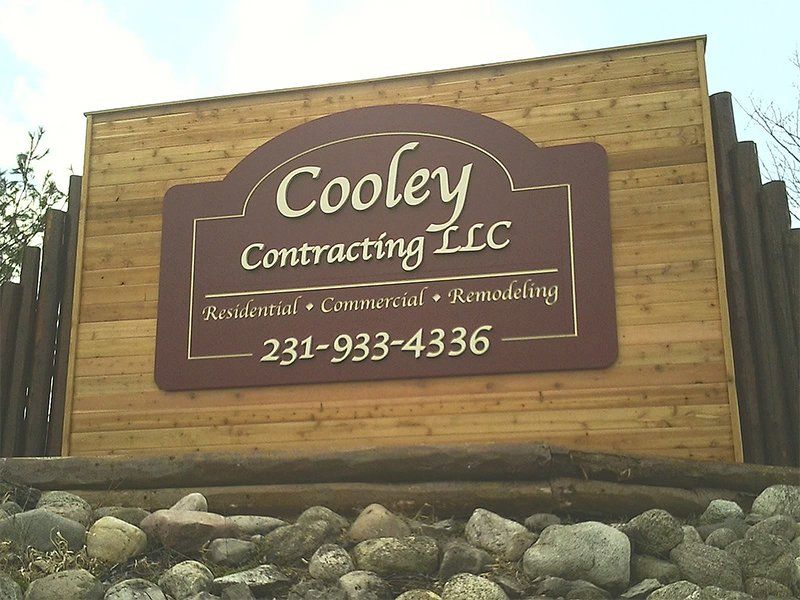 Cooley
Contracting LLC
Residential ⬥ Commercial ⬥ Remodeling
231-933-4336